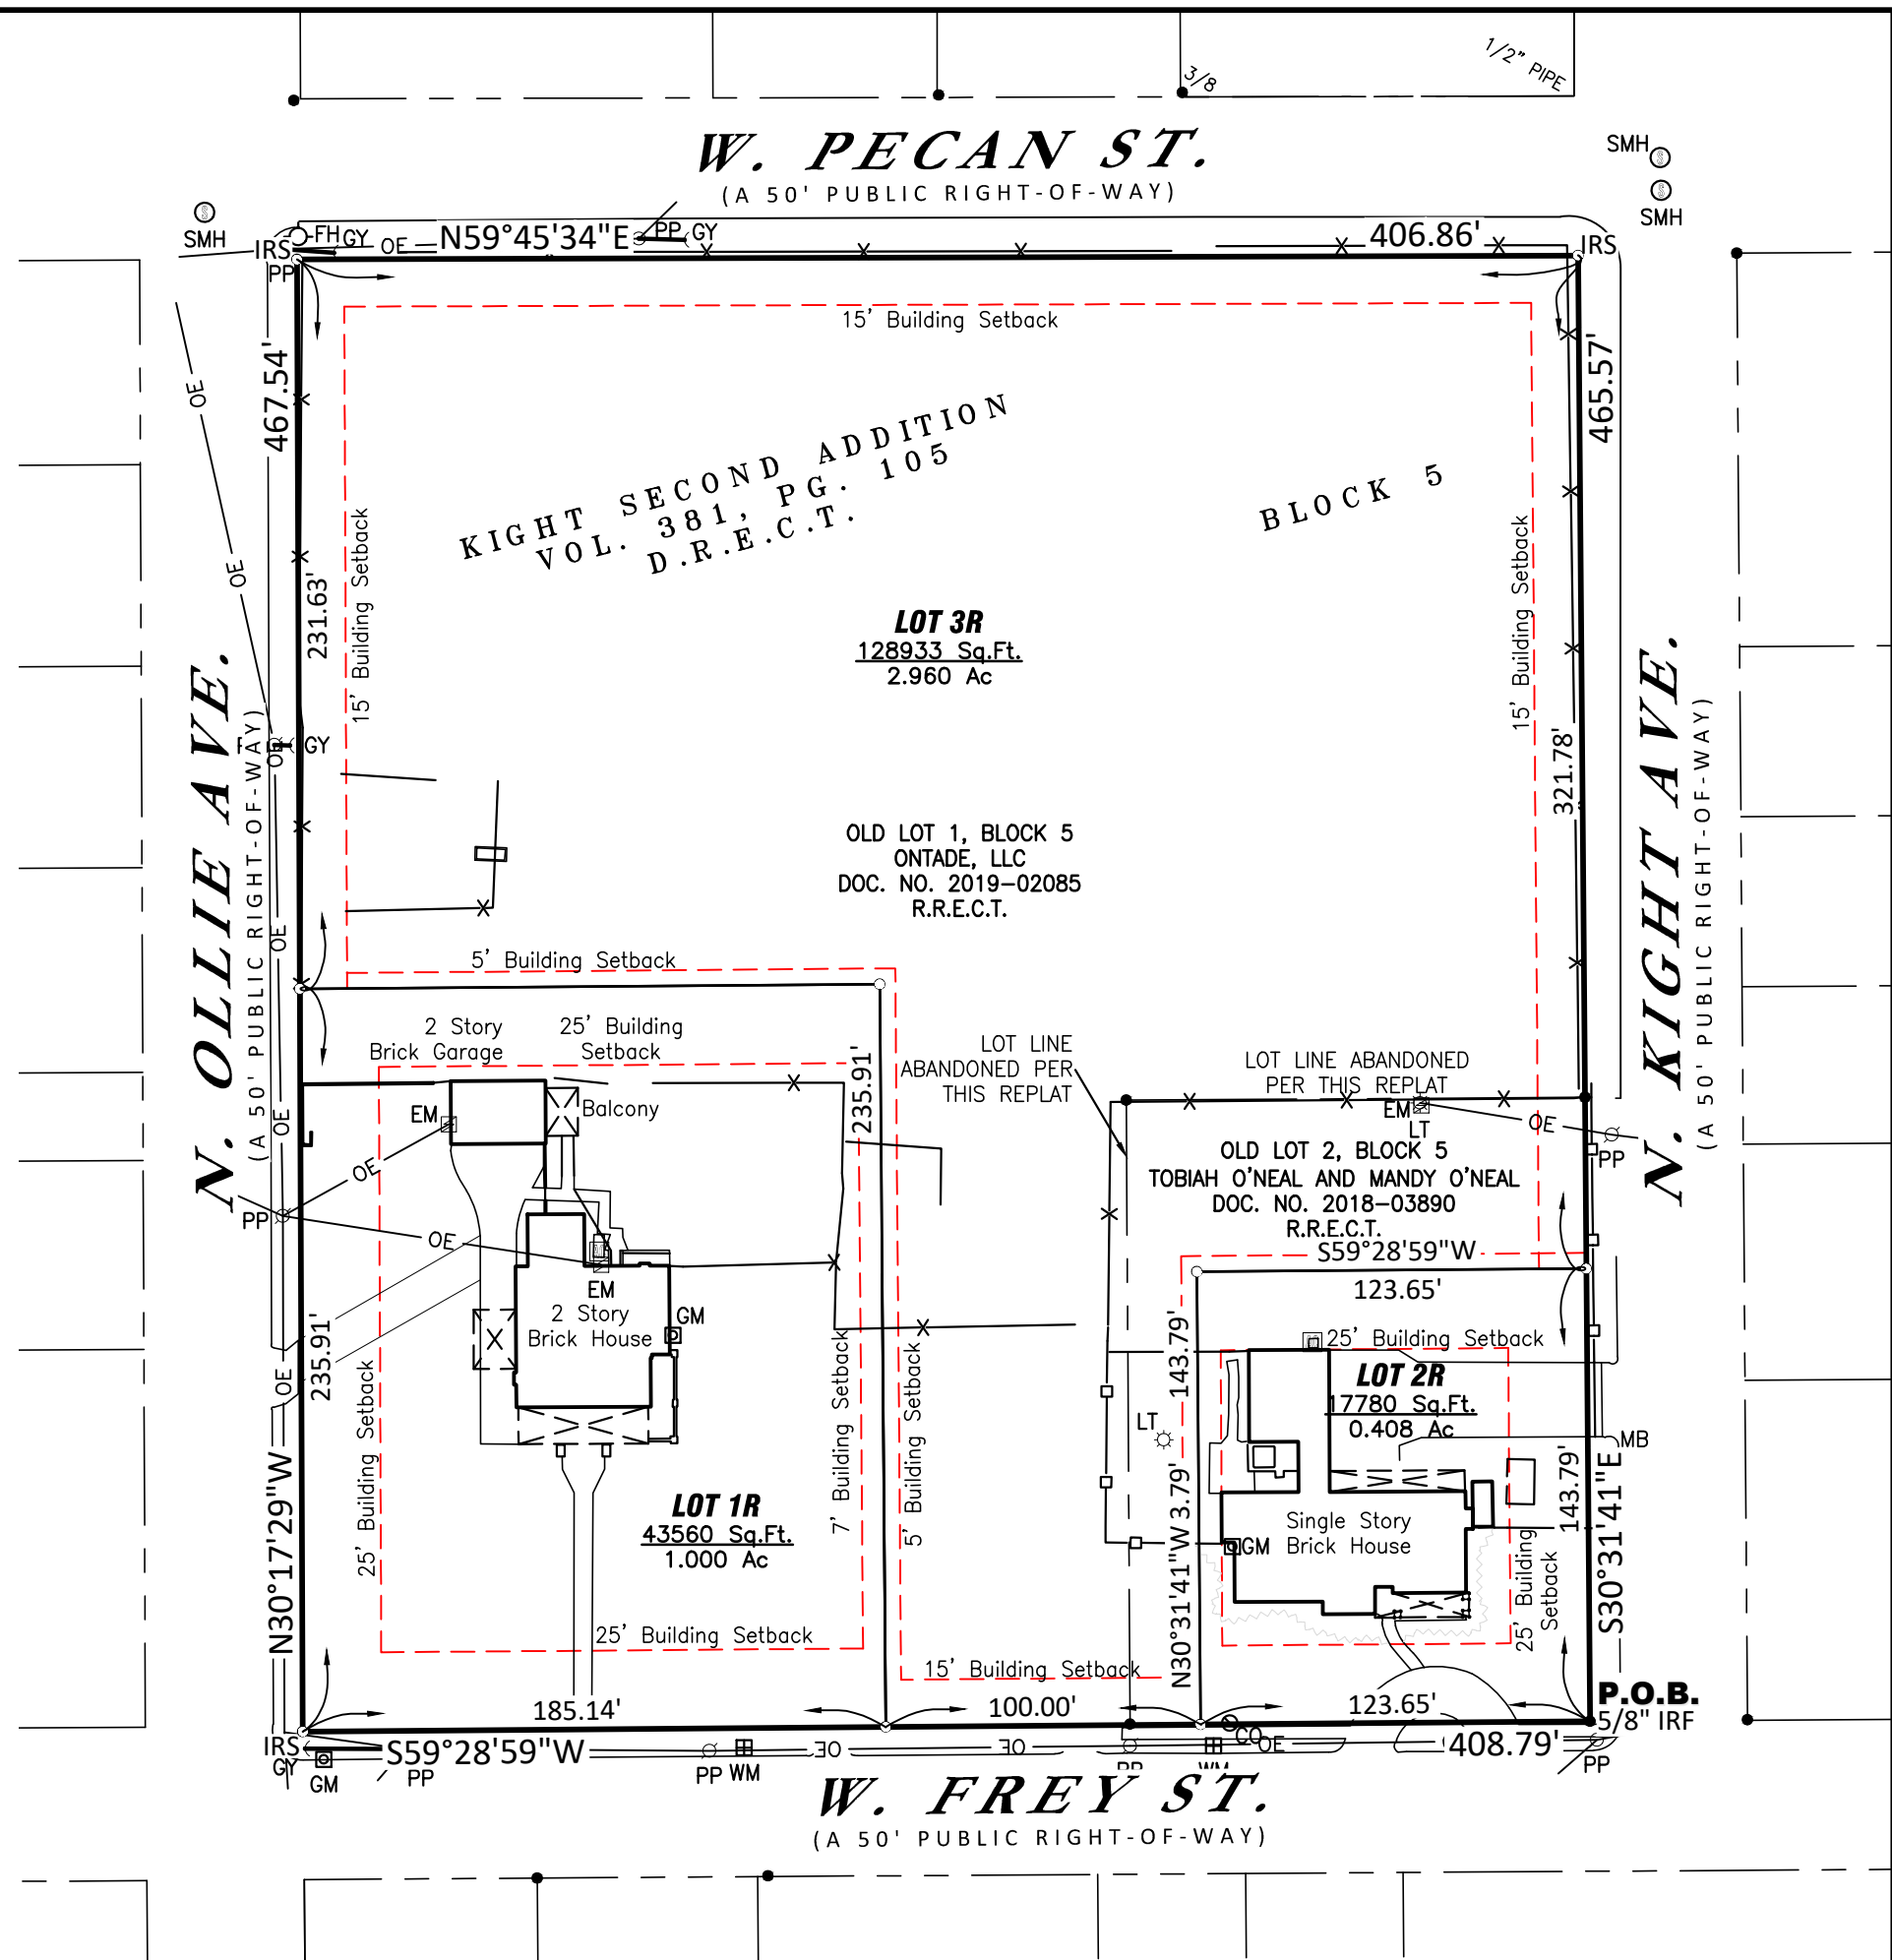 3/8
1/2" PIPE
W. PECAN ST.
(A 50' PUBLIC RIGHT-OF-WAY)
SMH
SMH
SMH
FH
GY
OE
N59°45'34"E
PP
GY
406.86'
IRS
IRS
PP
15' Building Setback
467.54'
465.57'
OE
OE
KIGHT SECOND ADDITION
VOL. 381, PG. 105
D.R.E.C.T.
BLOCK 5
231.63'
15' Building Setback
15' Building Setback
LOT 3R
128933 Sq.Ft.
2.960 Ac
N. OLLIE AVE.
(A 50' PUBLIC RIGHT-OF-WAY)
N. KIGHT AVE.
(A 50' PUBLIC RIGHT-OF-WAY)
GY
OE
321.78'
OLD LOT 1, BLOCK 5
ONTADE, LLC
DOC. NO. 2019-02085
R.R.E.C.T.
OE
5' Building Setback
2 Story
Brick Garage
25' Building
Setback
235.91'
LOT LINE
ABANDONED PER
THIS REPLAT
LOT LINE ABANDONED
PER THIS REPLAT
EM
Balcony
OE
EM
LT
OE
PP
OLD LOT 2, BLOCK 5
TOBIAH O'NEAL AND MANDY O'NEAL
DOC. NO. 2018-03890
R.R.E.C.T.
OE
PP
OE
S59°28'59"W
123.65'
EM
2 Story
Brick House
GM
235.91'
OE
25' Building Setback
7' Building Setback
5' Building Setback
143.79'
25' Building Setback
LOT 2R
17780 Sq.Ft.
0.408 Ac
LT
MB
N30°17'29"W
LOT 1R
43560 Sq.Ft.
1.000 Ac
N30°31'41"W
3.79'
GM
Single Story
Brick House
143.79'
S30°31'41"E
25' Building
Setback
25' Building Setback
15' Building Setback
185.14'
100.00'
123.65'
P.O.B.
5/8" IRF
IRS
GY
GM
S59°28'59"W
PP
PP
WM
OE
OE
PP
WM
CO
OE
408.79'
PP
W. FREY ST.
(A 50' PUBLIC RIGHT-OF-WAY)